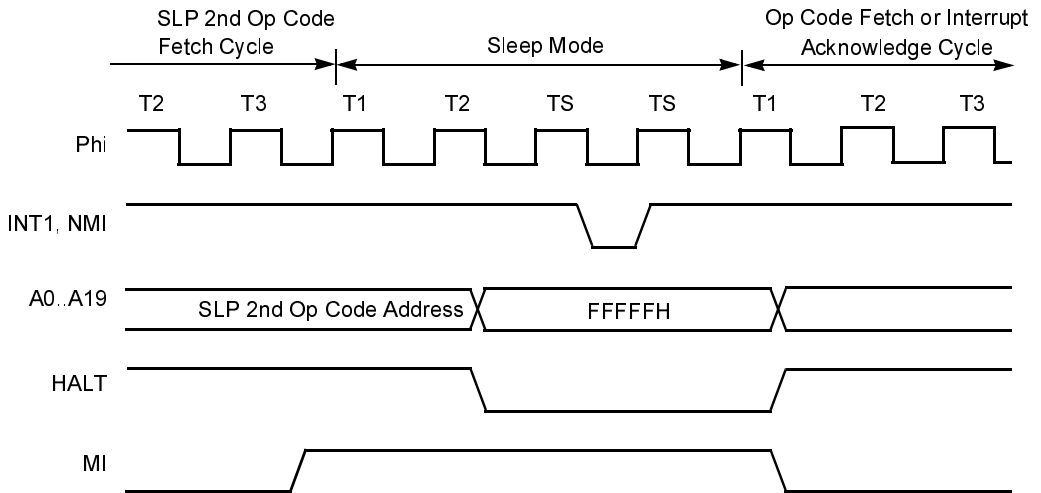 SLP 2nd Op Code
Fetch Cycle
Sleep Mode
Op Code Fetch or Interrupt
Acknowledge Cycle
T2 T3 T1 T2 TS TS T1 T2 T3
Phi
INT1, NMI
A0..A19
SLP 2nd Op Code Address
FFFFFH
HALT
MI